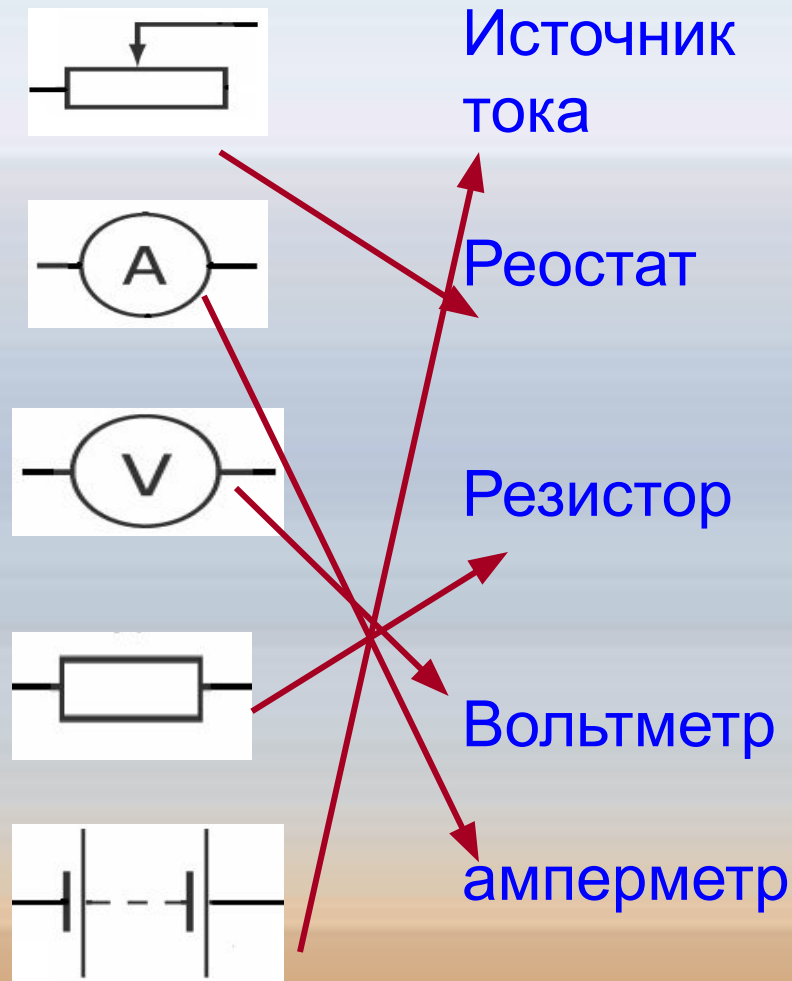 Источник
тока
A
Реостат
V
Резистор
Вольтметр
амперметр